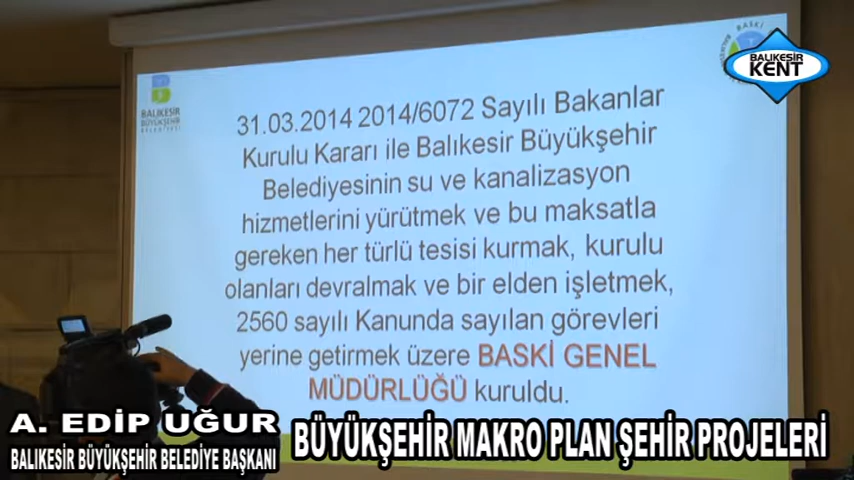 BALIKESİR
KENT
BALIKESİR
BÜYÜKŞEHİR
BELEDİYESİ
31.03.2014 2014/6072 Sayılı Bakanlar
Kurulu Kararı ile Balıkesir Büyükşehir
Belediyesinin su ve kanalizasyon
hizmetlerini yürütmek ve bu maksatla
gereken her türlü tesisi kurmak, kurulu
olanları devralmak ve bir elden işletmek,
2560 sayılı Kanunda sayılan görevleri
yerine getirmek üzere BASKİ GENEL
MÜDÜRLÜĞÜ kuruldu.
A. EDİP UĞUR
BALIKESİR BÜYÜKŞEHİR BELEDİYE BAŞKANI
BÜYÜKŞEHİR MAKRO PLAN ŞEHİR PROJELERİ